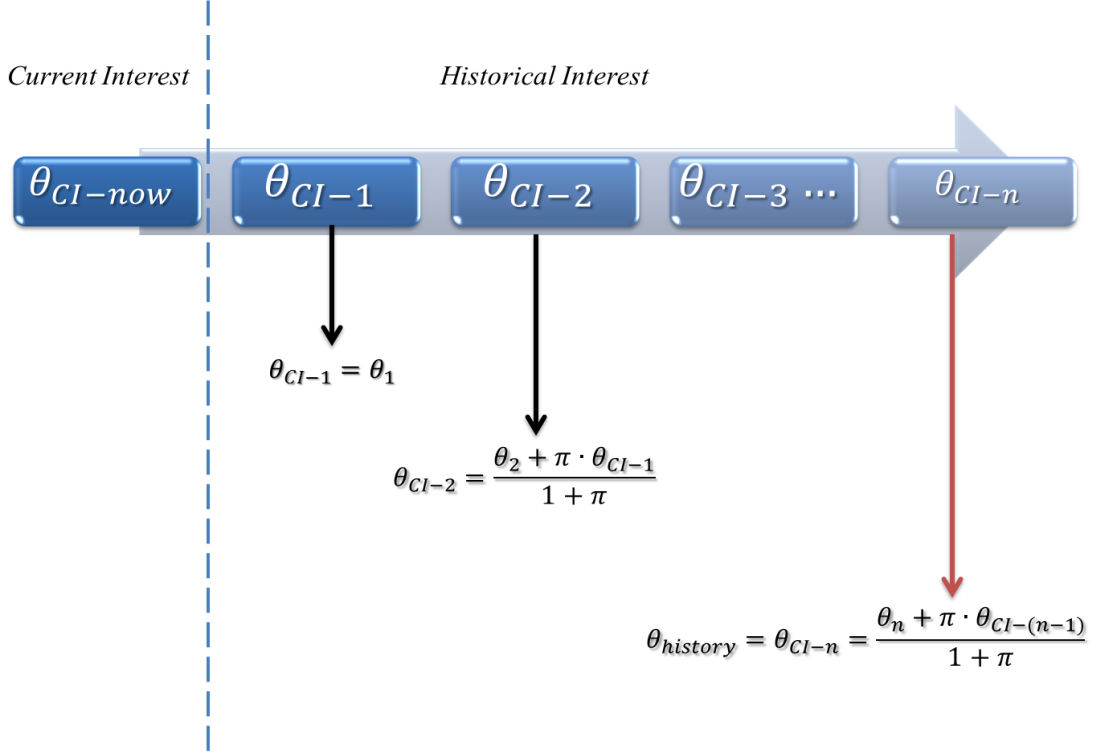 Current Interest
Historical Interest
θ_{CI−now}
θ_{CI−1}
θ_{CI−2}
θ_{CI−3} ...
θ_{CI−n}
θ_{CI−1} = θ_1
θ_{CI−2} = \frac{θ_2 + π · θ_{CI−1}}{1 + π}
θ_{history} = θ_{CI−n} = \frac{θ_n + π · θ_{CI−(n−1)}}{1 + π}